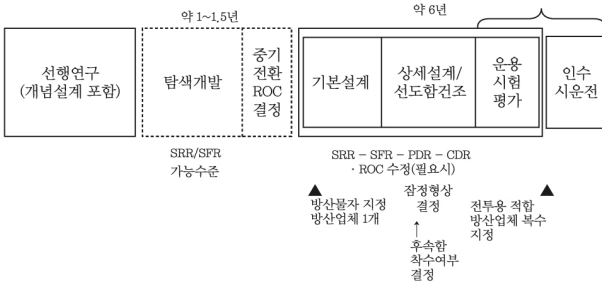 약 1~1.5년
약 6년
선행연구
(개념설계 포함)
탐색개발
중기
전환
ROC
결정
기본설계
상세설계/
선도함건조
운용
시험
평가
인수
시운전
SRR/SFR
가능수준
SRR - SFR - PDR - CDR
· ROC 수정(필요시)
방산물자 지정
방산업체 1개
잠정형상
결정
후속함
착수여부
결정
전투용 적합
방산업체 복수
지정